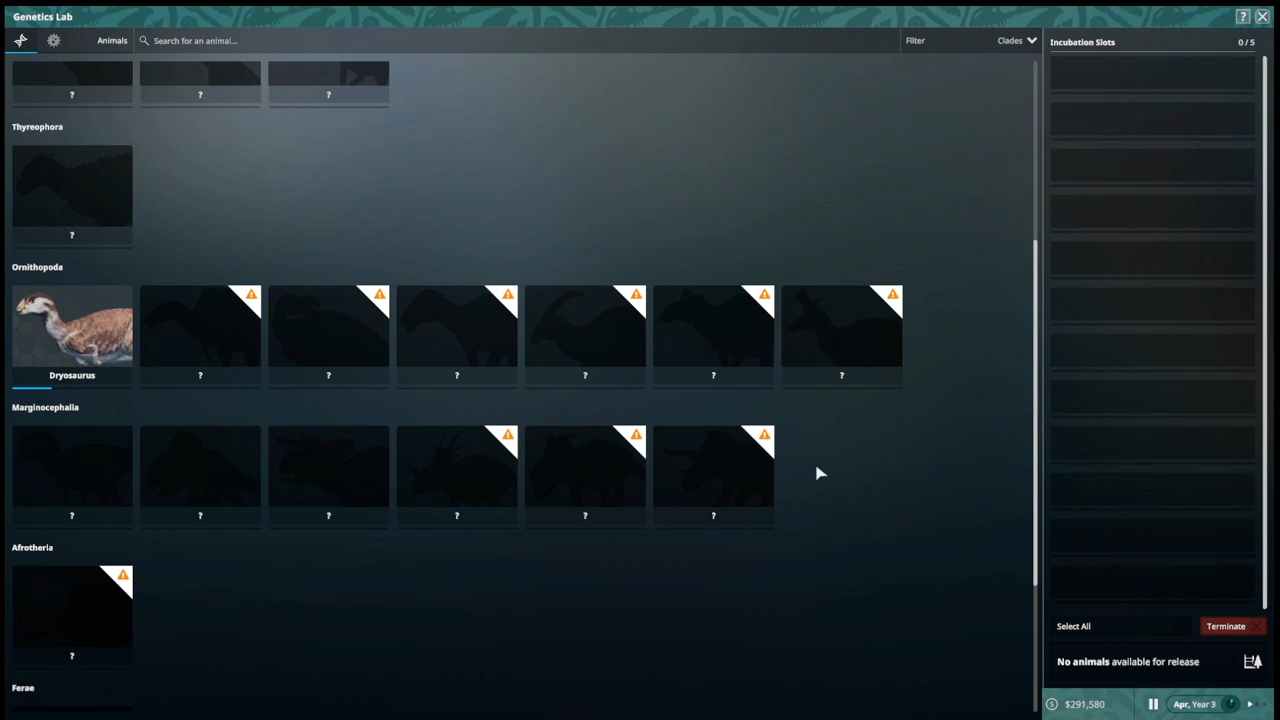 Genetics Lab ?
Animals Search for an animal... Filter Clades Incubation Slots 0 / 5
? ? ?
Thyreophora
?
Ornithopoda
Dryosaurus ? ? ? ? ? ?
Marginocephalia
? ? ? ? ? ?
Afrotheria
?
Ferae
Select All Terminate
No animals available for release
$291,580 Apr, Year 3